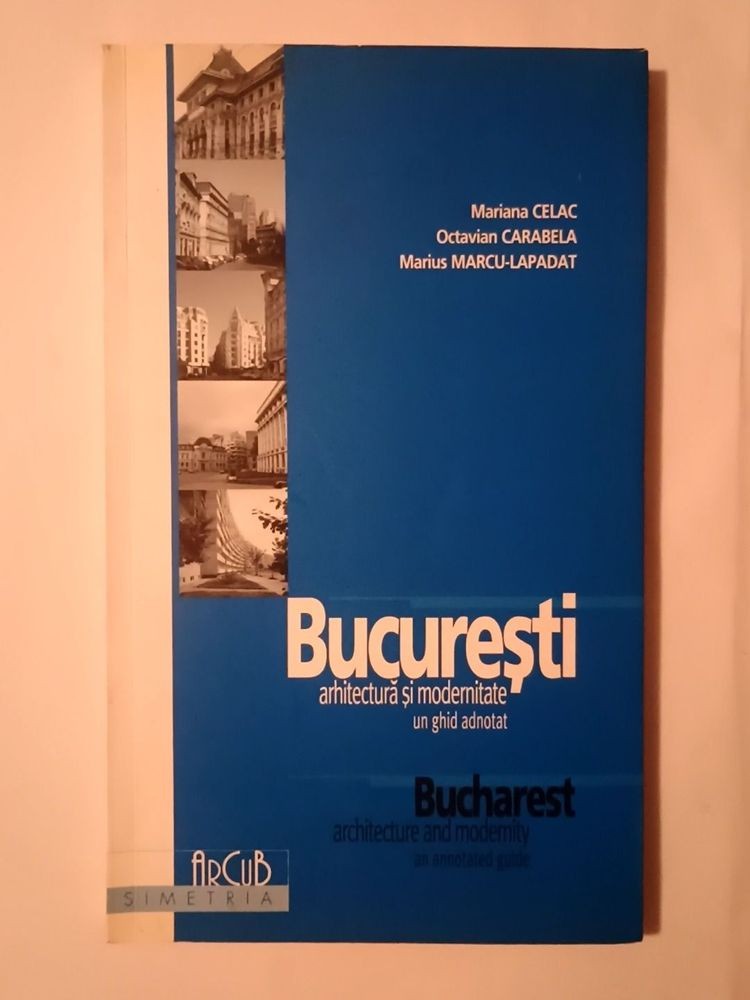 Mariana CELAC
Octavian CARABELA
Marius MARCU-LAPADAT
București
arhitectură și modernitate
un ghid adnotat
Bucharest
architecture and modernity
an annotated guide
ARCUB
SIMETRIA